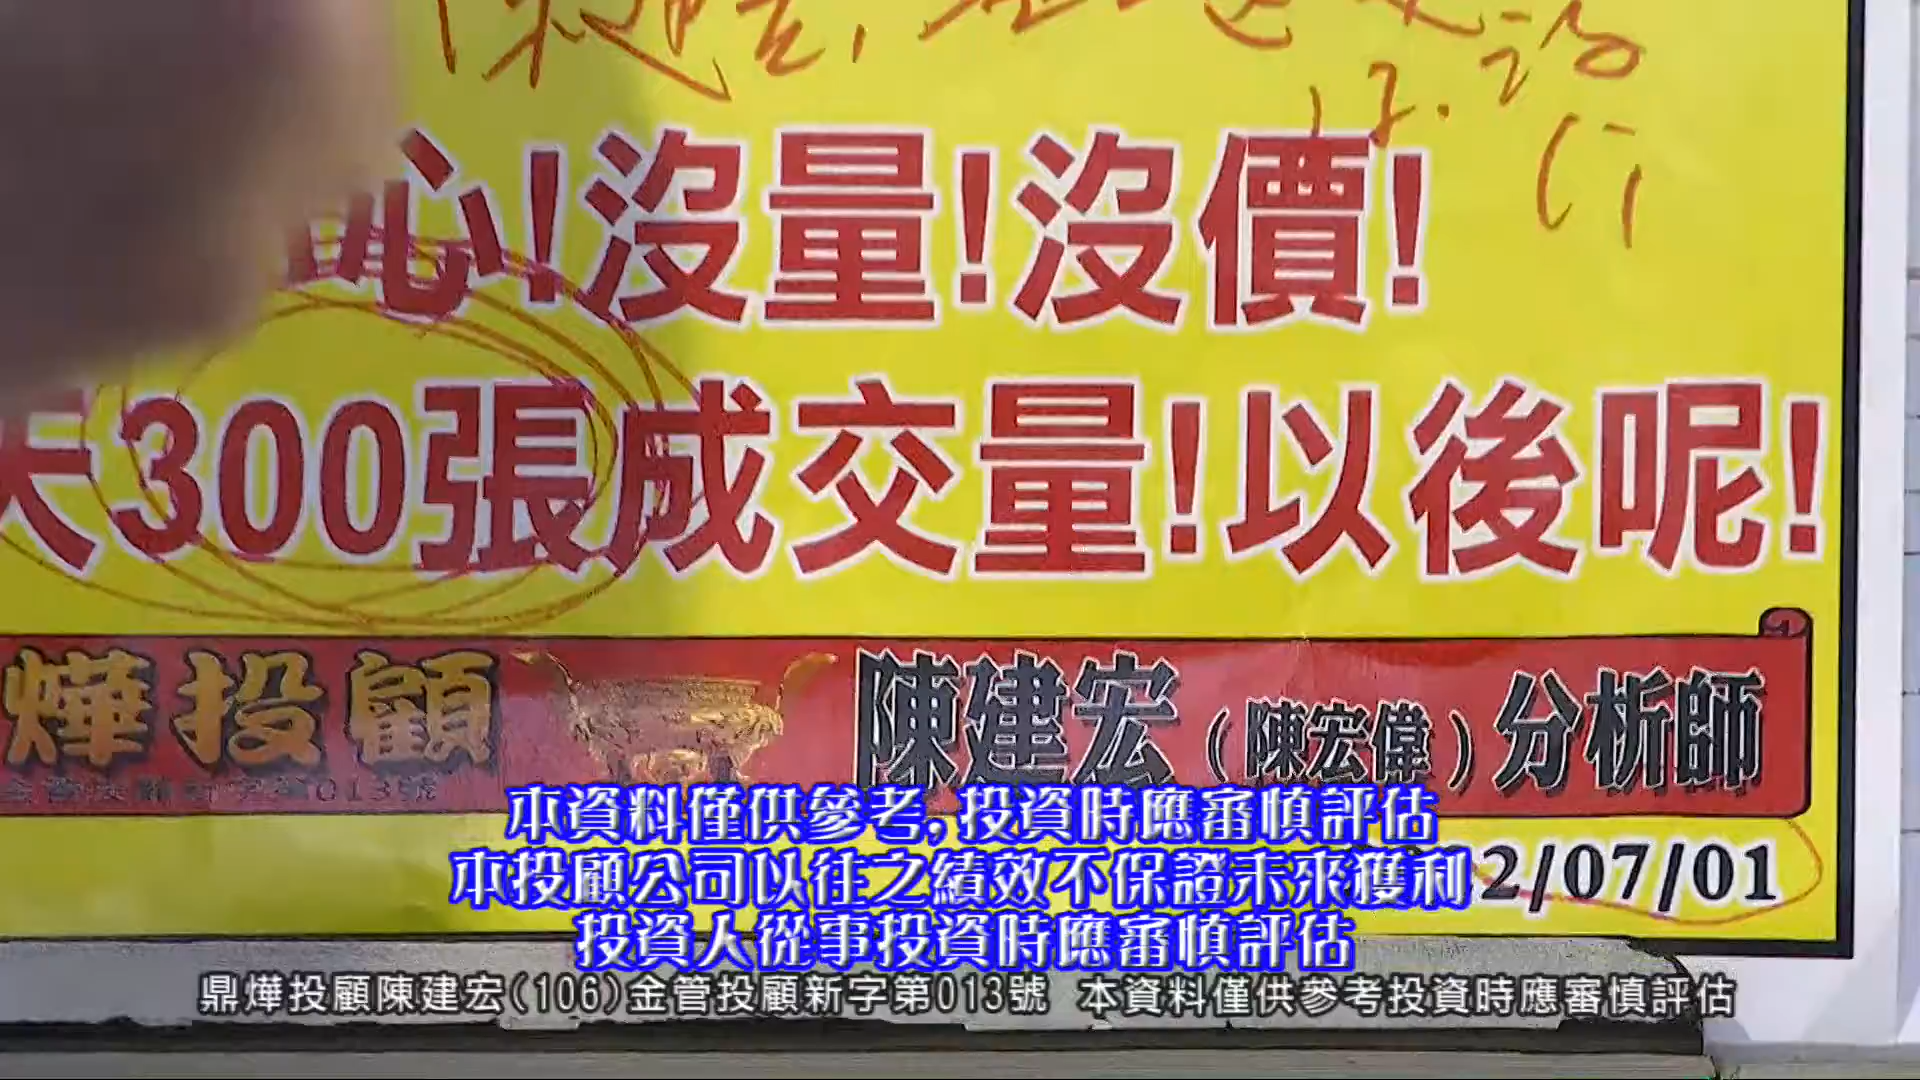 心!沒量!沒價!
天300張成交量!以後呢!
燁投顧 陳建宏(陳宏偉)分析師
本資料僅供參考,投資時應審慎評估
本投顧公司以往之績效不保證未來獲利
2/07/01
投資人從事投資時應審慎評估
鼎燁投顧陳建宏(106)金管投顧新字第013號 本資料僅供參考投資時應審慎評估